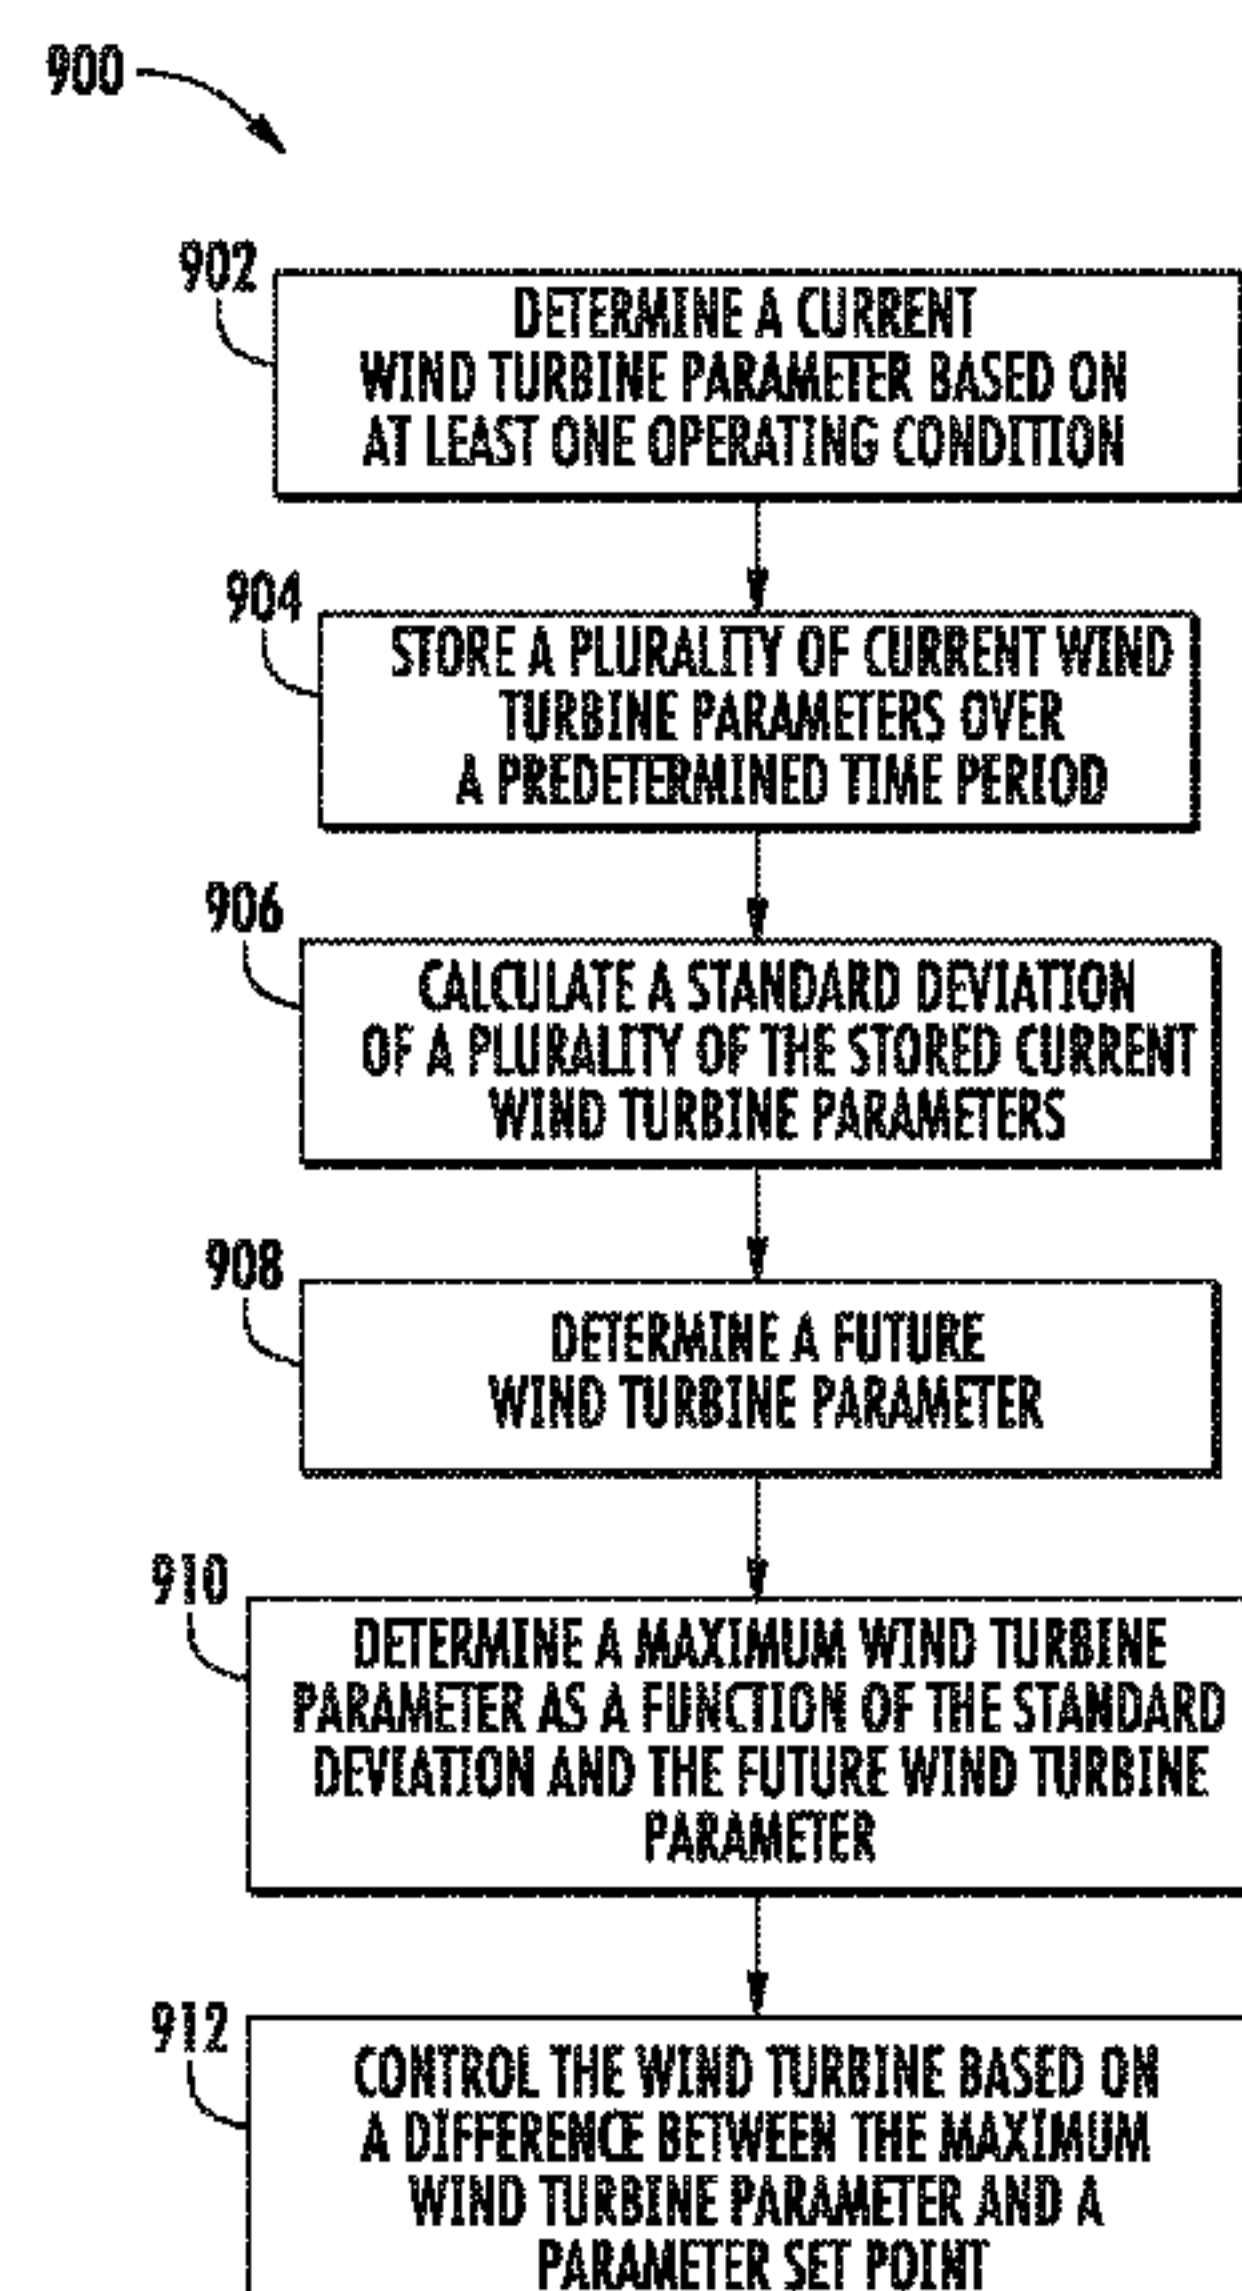 900
902
DETERMINE A CURRENT
WIND TURBINE PARAMETER BASED ON
AT LEAST ONE OPERATING CONDITION
904
STORE A PLURALITY OF CURRENT WIND
TURBINE PARAMETERS OVER
A PREDETERMINED TIME PERIOD
906
CALCULATE A STANDARD DEVIATION
OF A PLURALITY OF THE STORED CURRENT
WIND TURBINE PARAMETERS
908
DETERMINE A FUTURE
WIND TURBINE PARAMETER
910
DETERMINE A MAXIMUM WIND TURBINE
PARAMETER AS A FUNCTION OF THE STANDARD
DEVIATION AND THE FUTURE WIND TURBINE
PARAMETER
912
CONTROL THE WIND TURBINE BASED ON
A DIFFERENCE BETWEEN THE MAXIMUM
WIND TURBINE PARAMETER AND A
PARAMETER SET POINT